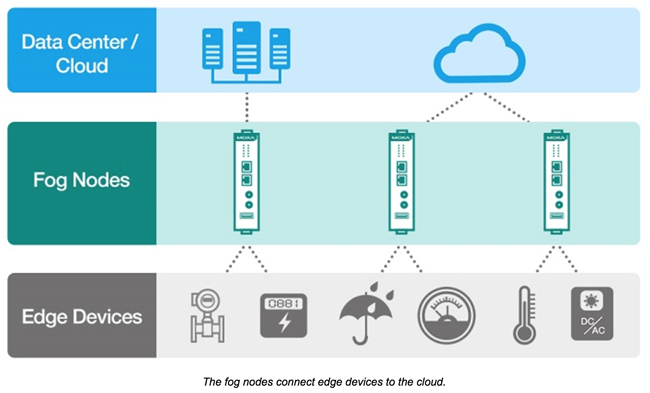 Data Center /
Cloud
Fog Nodes
MOXA
MOXA
MOXA
Edge Devices
0881
DC/
AC
The fog nodes connect edge devices to the cloud.